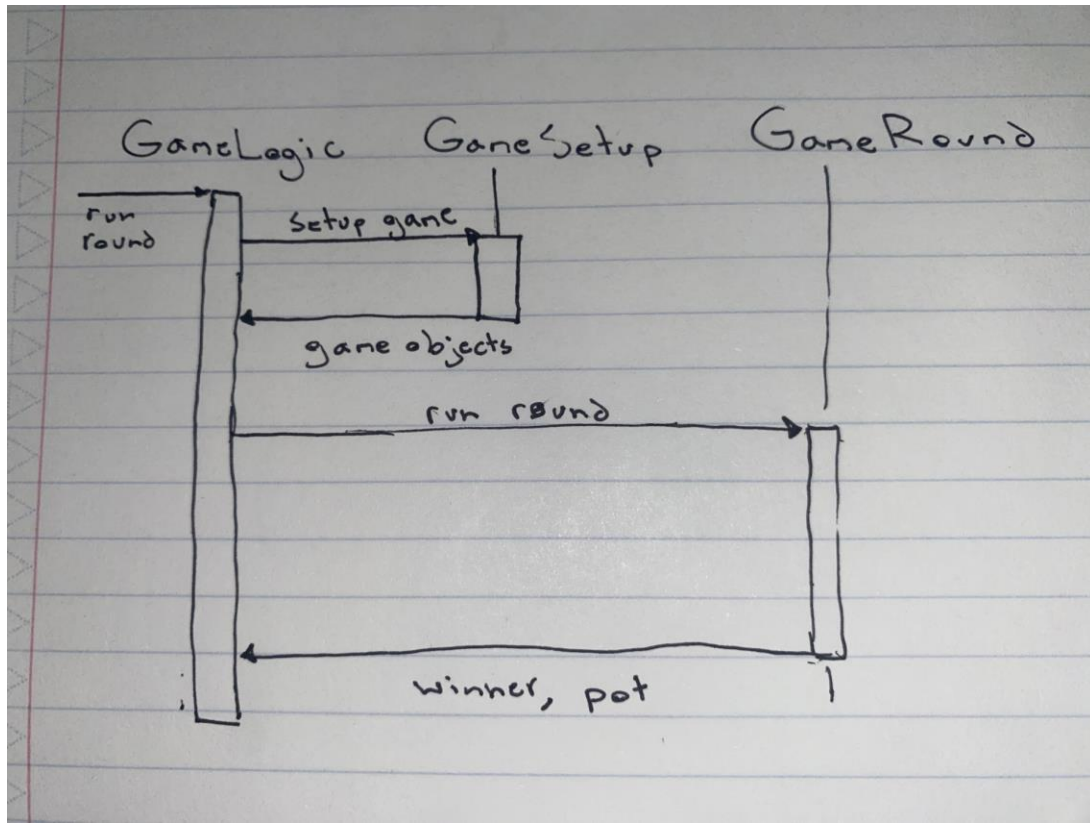 GameLogic GameSetup GameRound
run
round
setup game
game objects
run round
winner, pot